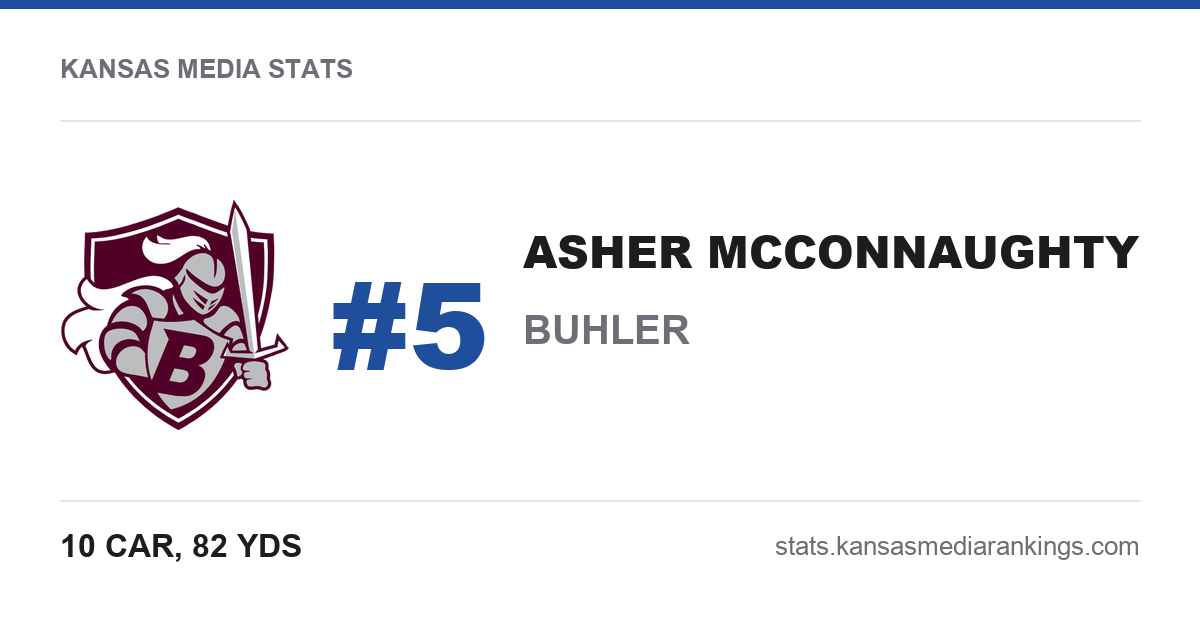 KANSAS MEDIA STATS
B
#5
ASHER MCCONNAUGHTY
BUHLER
10 CAR, 82 YDS
stats.kansasmediarankings.com